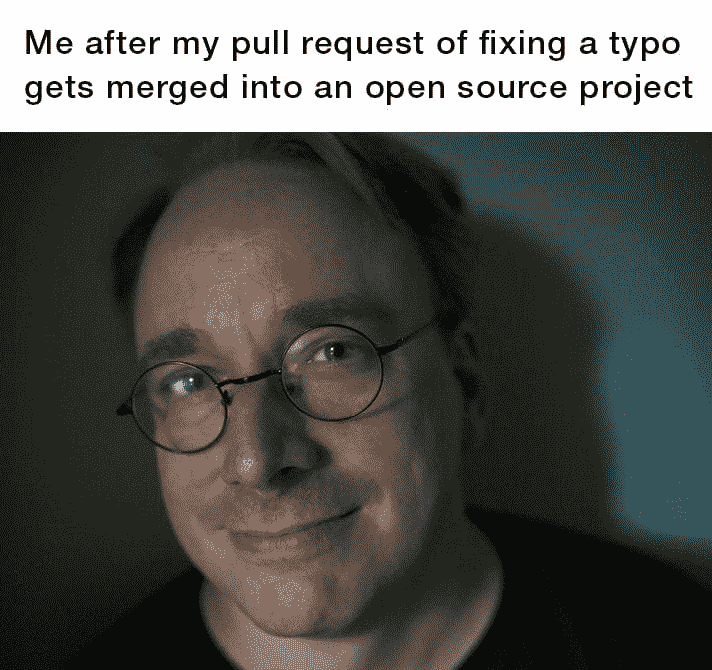 Me after my pull request of fixing a typo
gets merged into an open source project